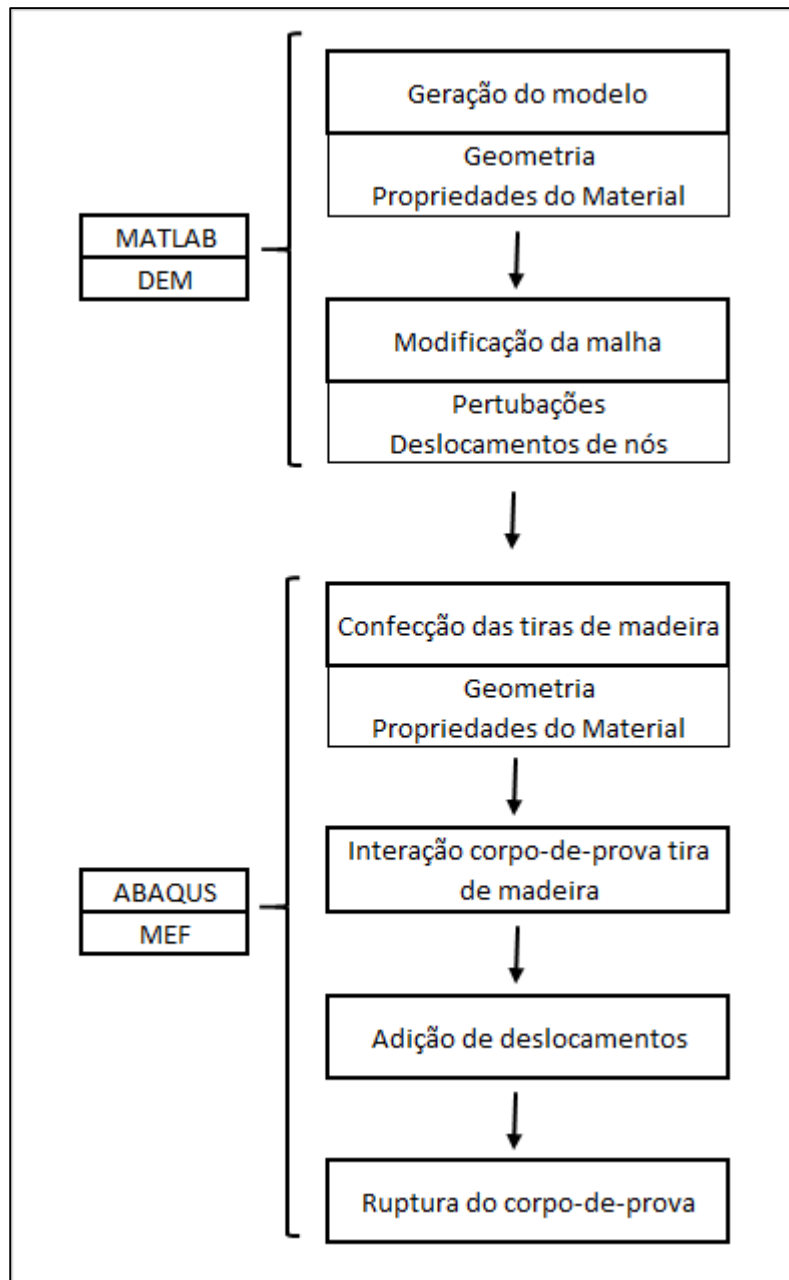 Geração do modelo
Geometria
Propriedades do Material
MATLAB
DEM
Modificação da malha
Pertubações
Deslocamentos de nós
Confecção das tiras de madeira
Geometria
Propriedades do Material
Interação corpo-de-prova tira
de madeira
ABAQUS
MEF
Adição de deslocamentos
Ruptura do corpo-de-prova